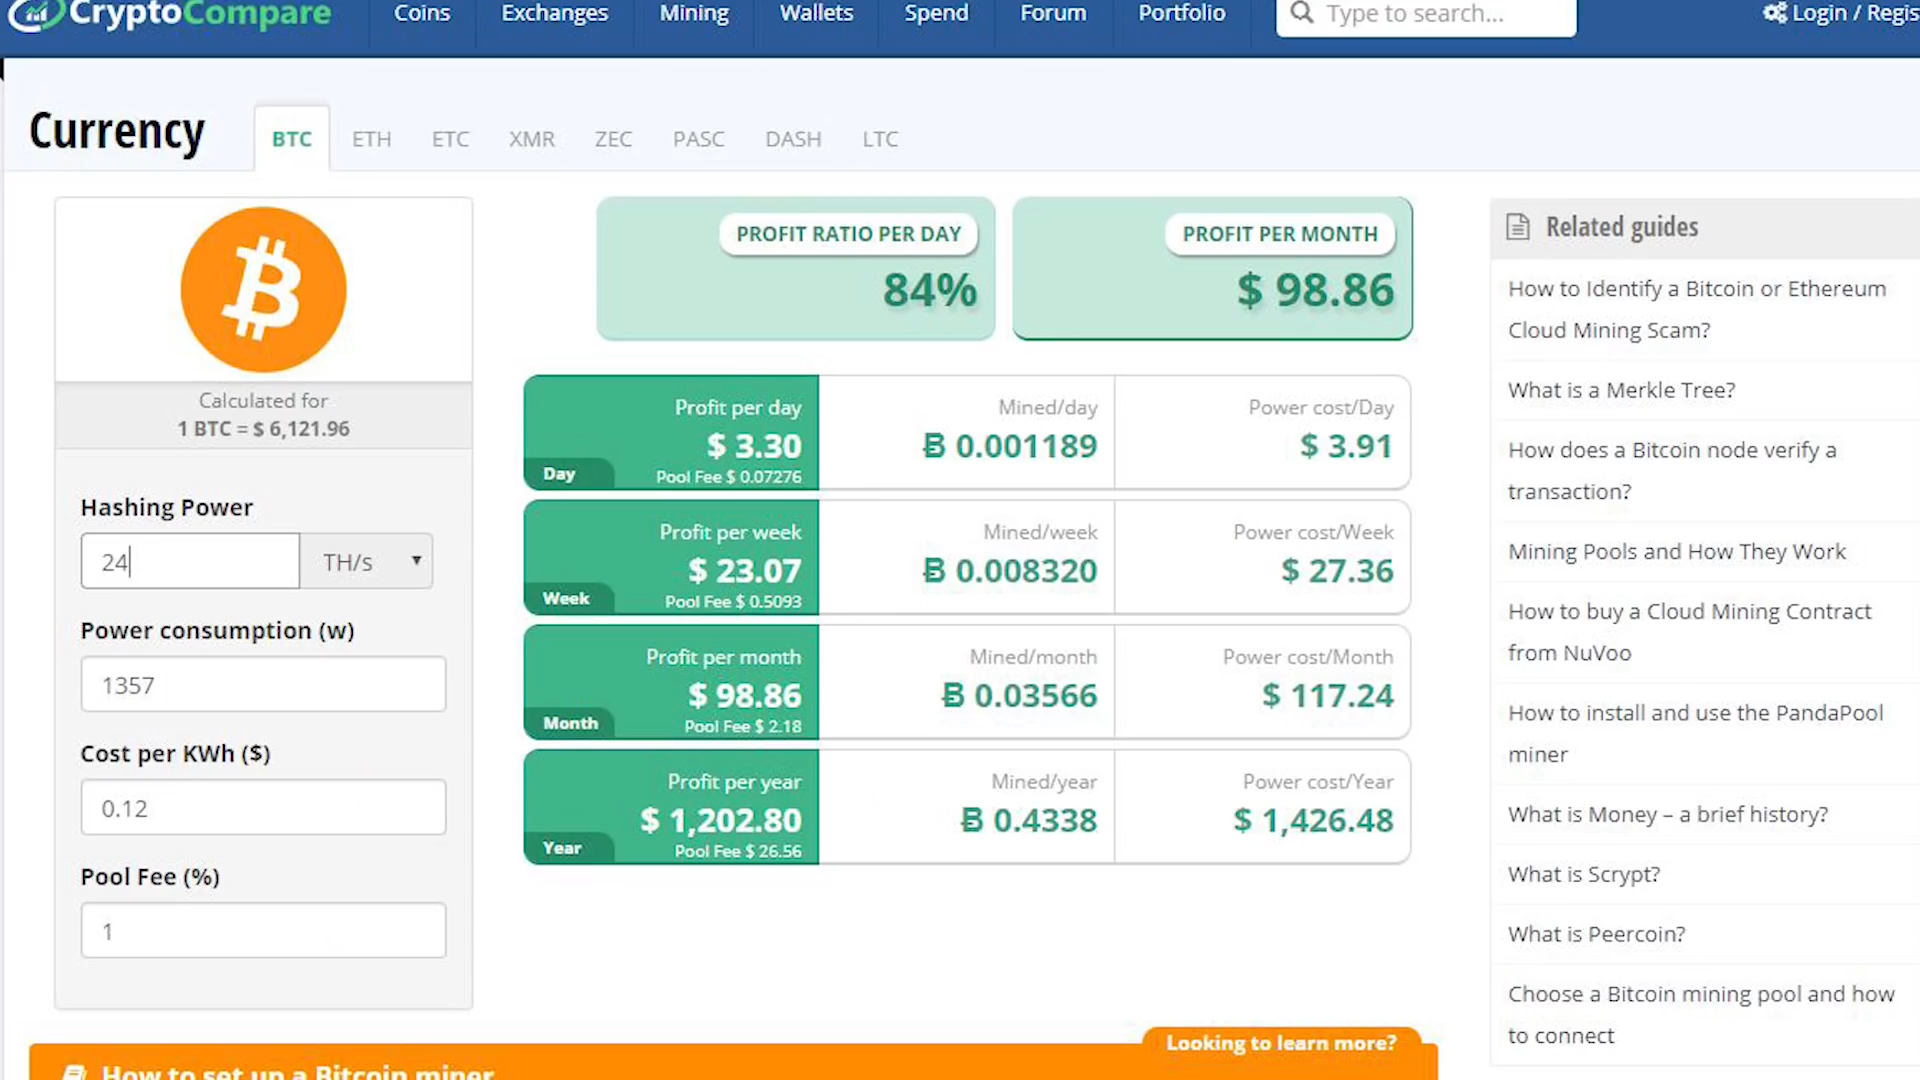 CryptoCompare
Coins
Exchanges
Mining
Wallets
Spend
Forum
Portfolio
Type to search...
Login / Regis
Currency
BTC
ETH
ETC
XMR
ZEC
PASC
DASH
LTC
Calculated for
1 BTC = $ 6,121.96
Hashing Power
24
TH/s
Power consumption (w)
1357
Cost per KWh ($)
0.12
Pool Fee (%)
1
PROFIT RATIO PER DAY
84%
PROFIT PER MONTH
$ 98.86
Profit per day
$ 3.30
Day
Pool Fee $ 0.07276
Mined/day
Ƀ 0.001189
Power cost/Day
$ 3.91
Profit per week
$ 23.07
Week
Pool Fee $ 0.5093
Mined/week
Ƀ 0.008320
Power cost/Week
$ 27.36
Profit per month
$ 98.86
Month
Pool Fee $ 2.18
Mined/month
Ƀ 0.03566
Power cost/Month
$ 117.24
Profit per year
$ 1,202.80
Year
Pool Fee $ 26.56
Mined/year
Ƀ 0.4338
Power cost/Year
$ 1,426.48
Related guides
How to Identify a Bitcoin or Ethereum
Cloud Mining Scam?
What is a Merkle Tree?
How does a Bitcoin node verify a
transaction?
Mining Pools and How They Work
How to buy a Cloud Mining Contract
from NuVoo
How to install and use the PandaPool
miner
What is Money – a brief history?
What is Scrypt?
What is Peercoin?
Choose a Bitcoin mining pool and how
to connect
Looking to learn more?
How to set up a Bitcoin miner